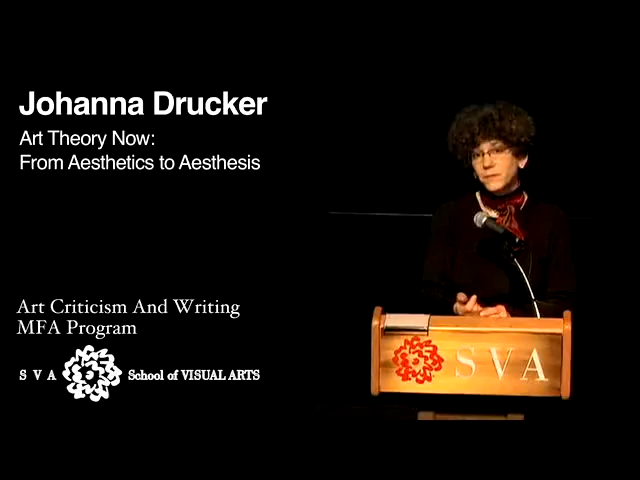 Johanna Drucker
Art Theory Now:
From Aesthetics to Aesthesis
Art Criticism And Writing
MFA Program
S V A School of VISUAL ARTS
SVA